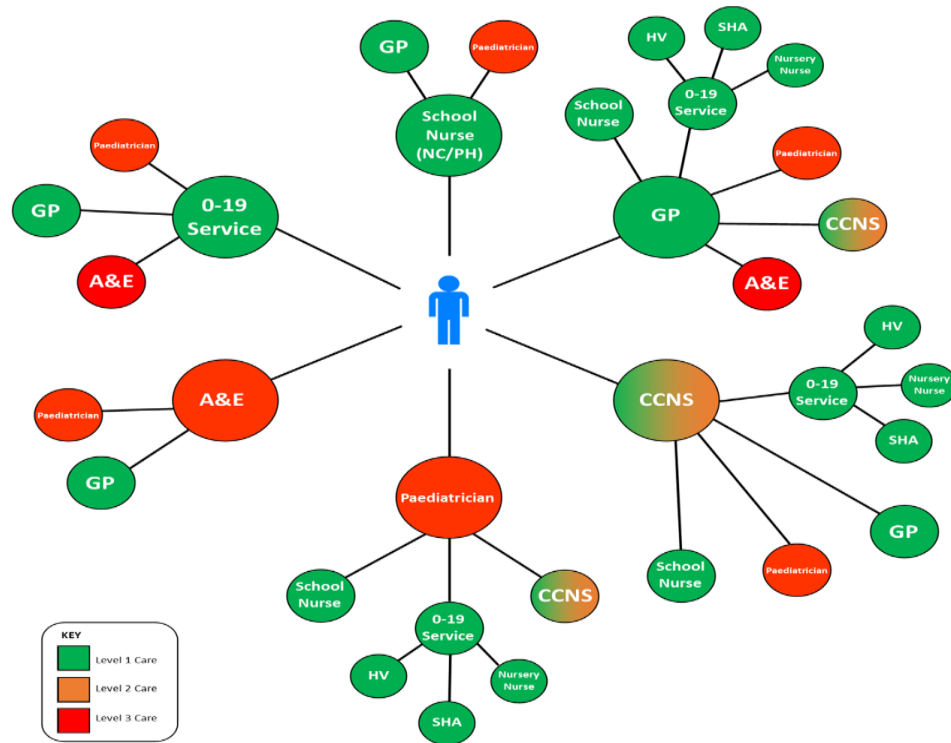 GP
Paediatrician
School
Nurse
(NC/PH)
HV
SHA
Nursery
Nurse
0-19
Service
School
Nurse
Paediatrician
GP
CCNS
A&E
Paediatrician
GP
0-19
Service
A&E
A&E
Paediatrician
GP
CCNS
HV
0-19
Service
Nursery
Nurse
SHA
GP
Paediatrician
School
Nurse
Paediatrician
School
Nurse
CCNS
0-19
Service
HV
Nursery
Nurse
SHA
KEY
Level 1 Care
Level 2 Care
Level 3 Care